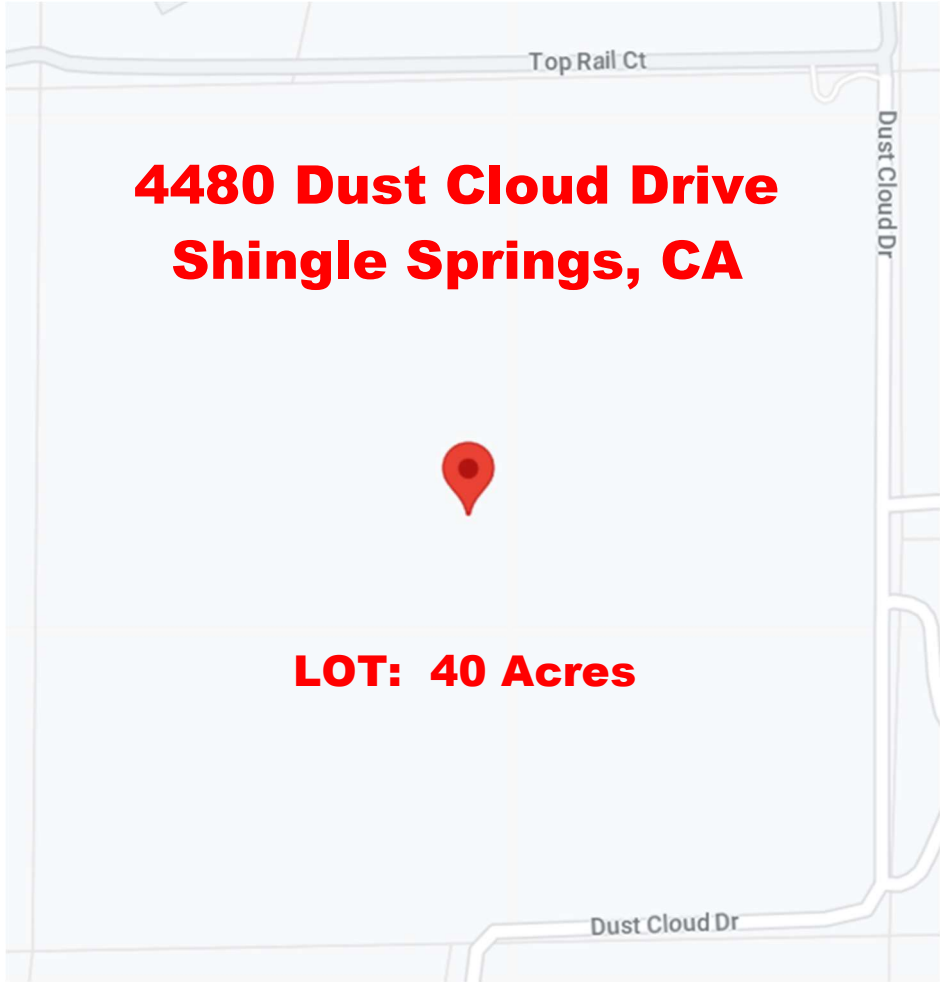 Top Rail Ct
Dust Cloud Dr
4480 Dust Cloud Drive
Shingle Springs, CA
LOT: 40 Acres
Dust Cloud Dr